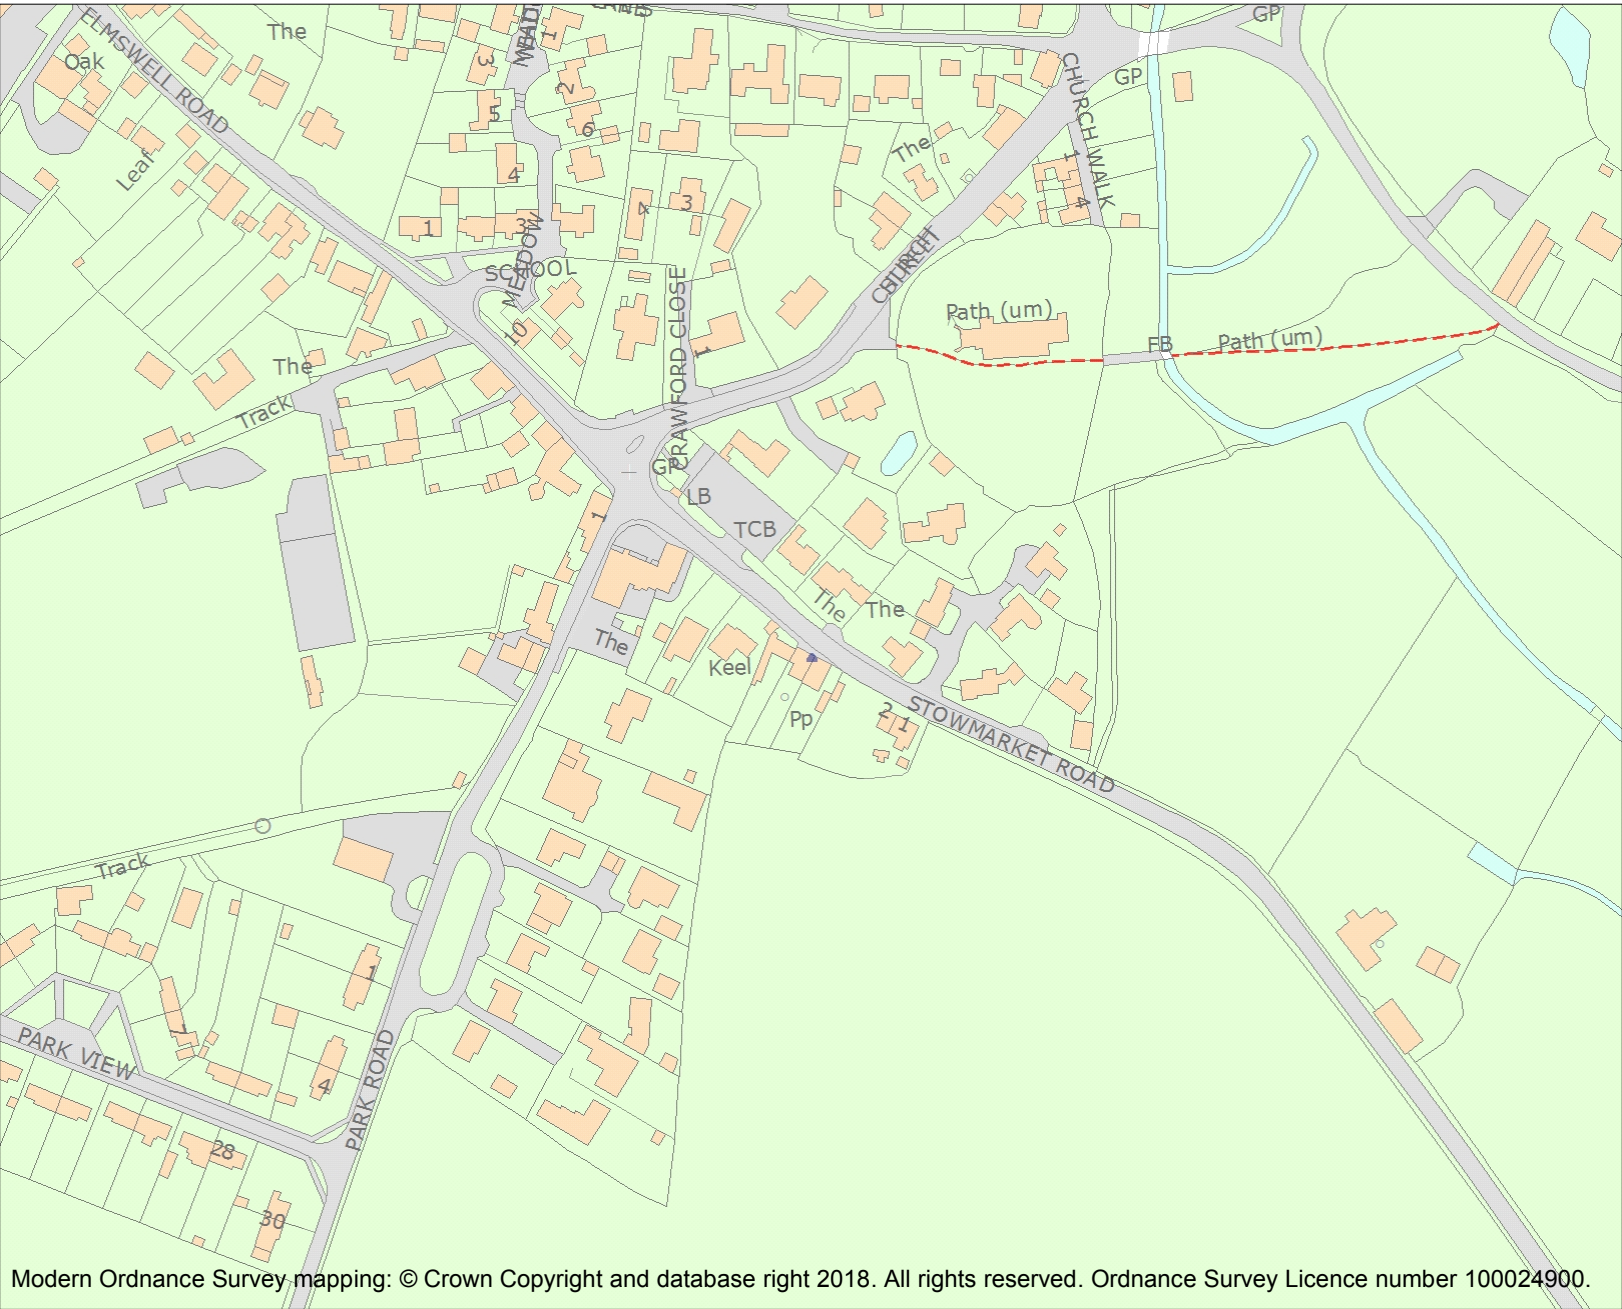 GP
ELMSWELL ROAD
The
1
Oak
3
CHURCH WALK
GP
2
5
6
The
Leaf
1
4
4
3
4
1
3
MEADOW
CHURCH
SCHOOL
CRAWFORD CLOSE
Path (um)
10
1
FB
Path (um)
The
Track
GP
LB
1
TCB
The
The
The
Keel
Pp
2
1
STOWMARKET ROAD
Track
1
7
PARK VIEW
PARK ROAD
4
28
30
Modern Ordnance Survey mapping: © Crown Copyright and database right 2018. All rights reserved. Ordnance Survey Licence number 100024900.